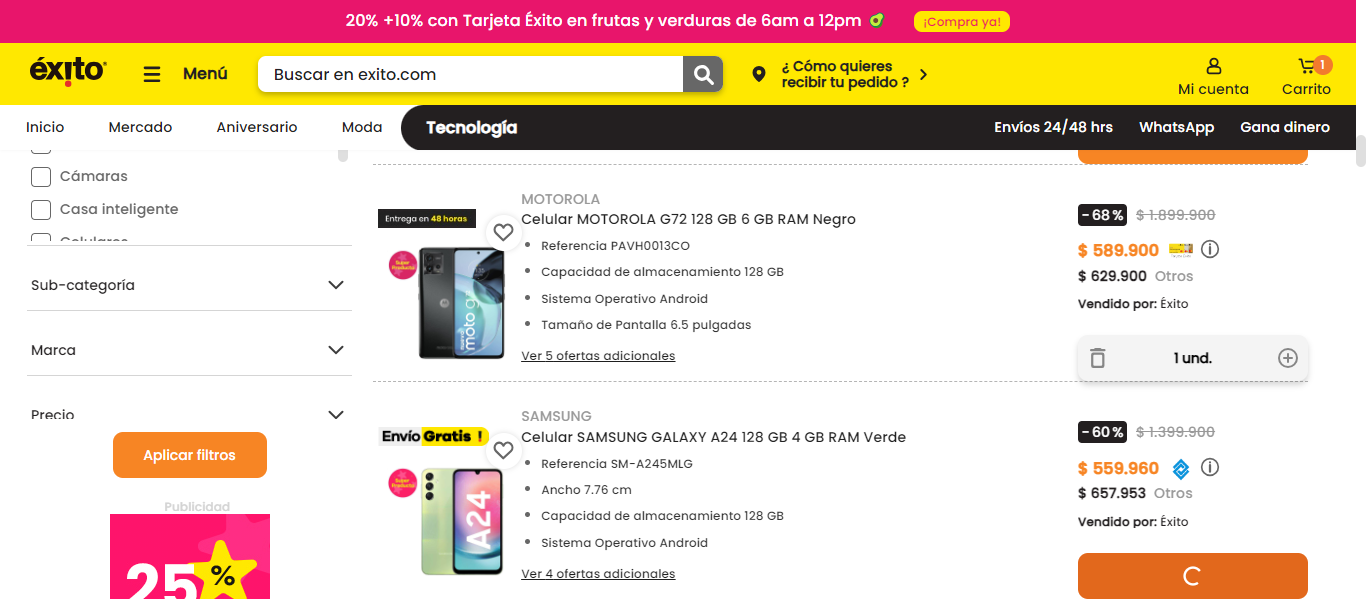 20% +10% con Tarjeta Éxito en frutas y verduras de 6am a 12pm ¡Compra ya!
éxito Menú Buscar en exito.com ¿ Cómo quieres
recibir tu pedido ? Mi cuenta 1 Carrito
Inicio Mercado Aniversario Moda Tecnología Envíos 24/48 hrs WhatsApp Gana dinero
Cámaras
Casa inteligente
Celulares
Sub-categoría
Marca
Precio
Aplicar filtros
Publicidad
25 %
Entrega en 48 horas
Super Producto
moto g72
MOTOROLA
Celular MOTOROLA G72 128 GB 6 GB RAM Negro
Referencia PAVH0013CO
Capacidad de almacenamiento 128 GB
Sistema Operativo Android
Tamaño de Pantalla 6.5 pulgadas
Ver 5 ofertas adicionales
- 68 % $ 1.899.900
$ 589.900
$ 629.900 Otros
Vendido por: Éxito
1 und.
Envío Gratis !
Super Producto
A24
SAMSUNG
Celular SAMSUNG GALAXY A24 128 GB 4 GB RAM Verde
Referencia SM-A245MLG
Ancho 7.76 cm
Capacidad de almacenamiento 128 GB
Sistema Operativo Android
Ver 4 ofertas adicionales
- 60 % $ 1.399.900
$ 559.960
$ 657.953 Otros
Vendido por: Éxito